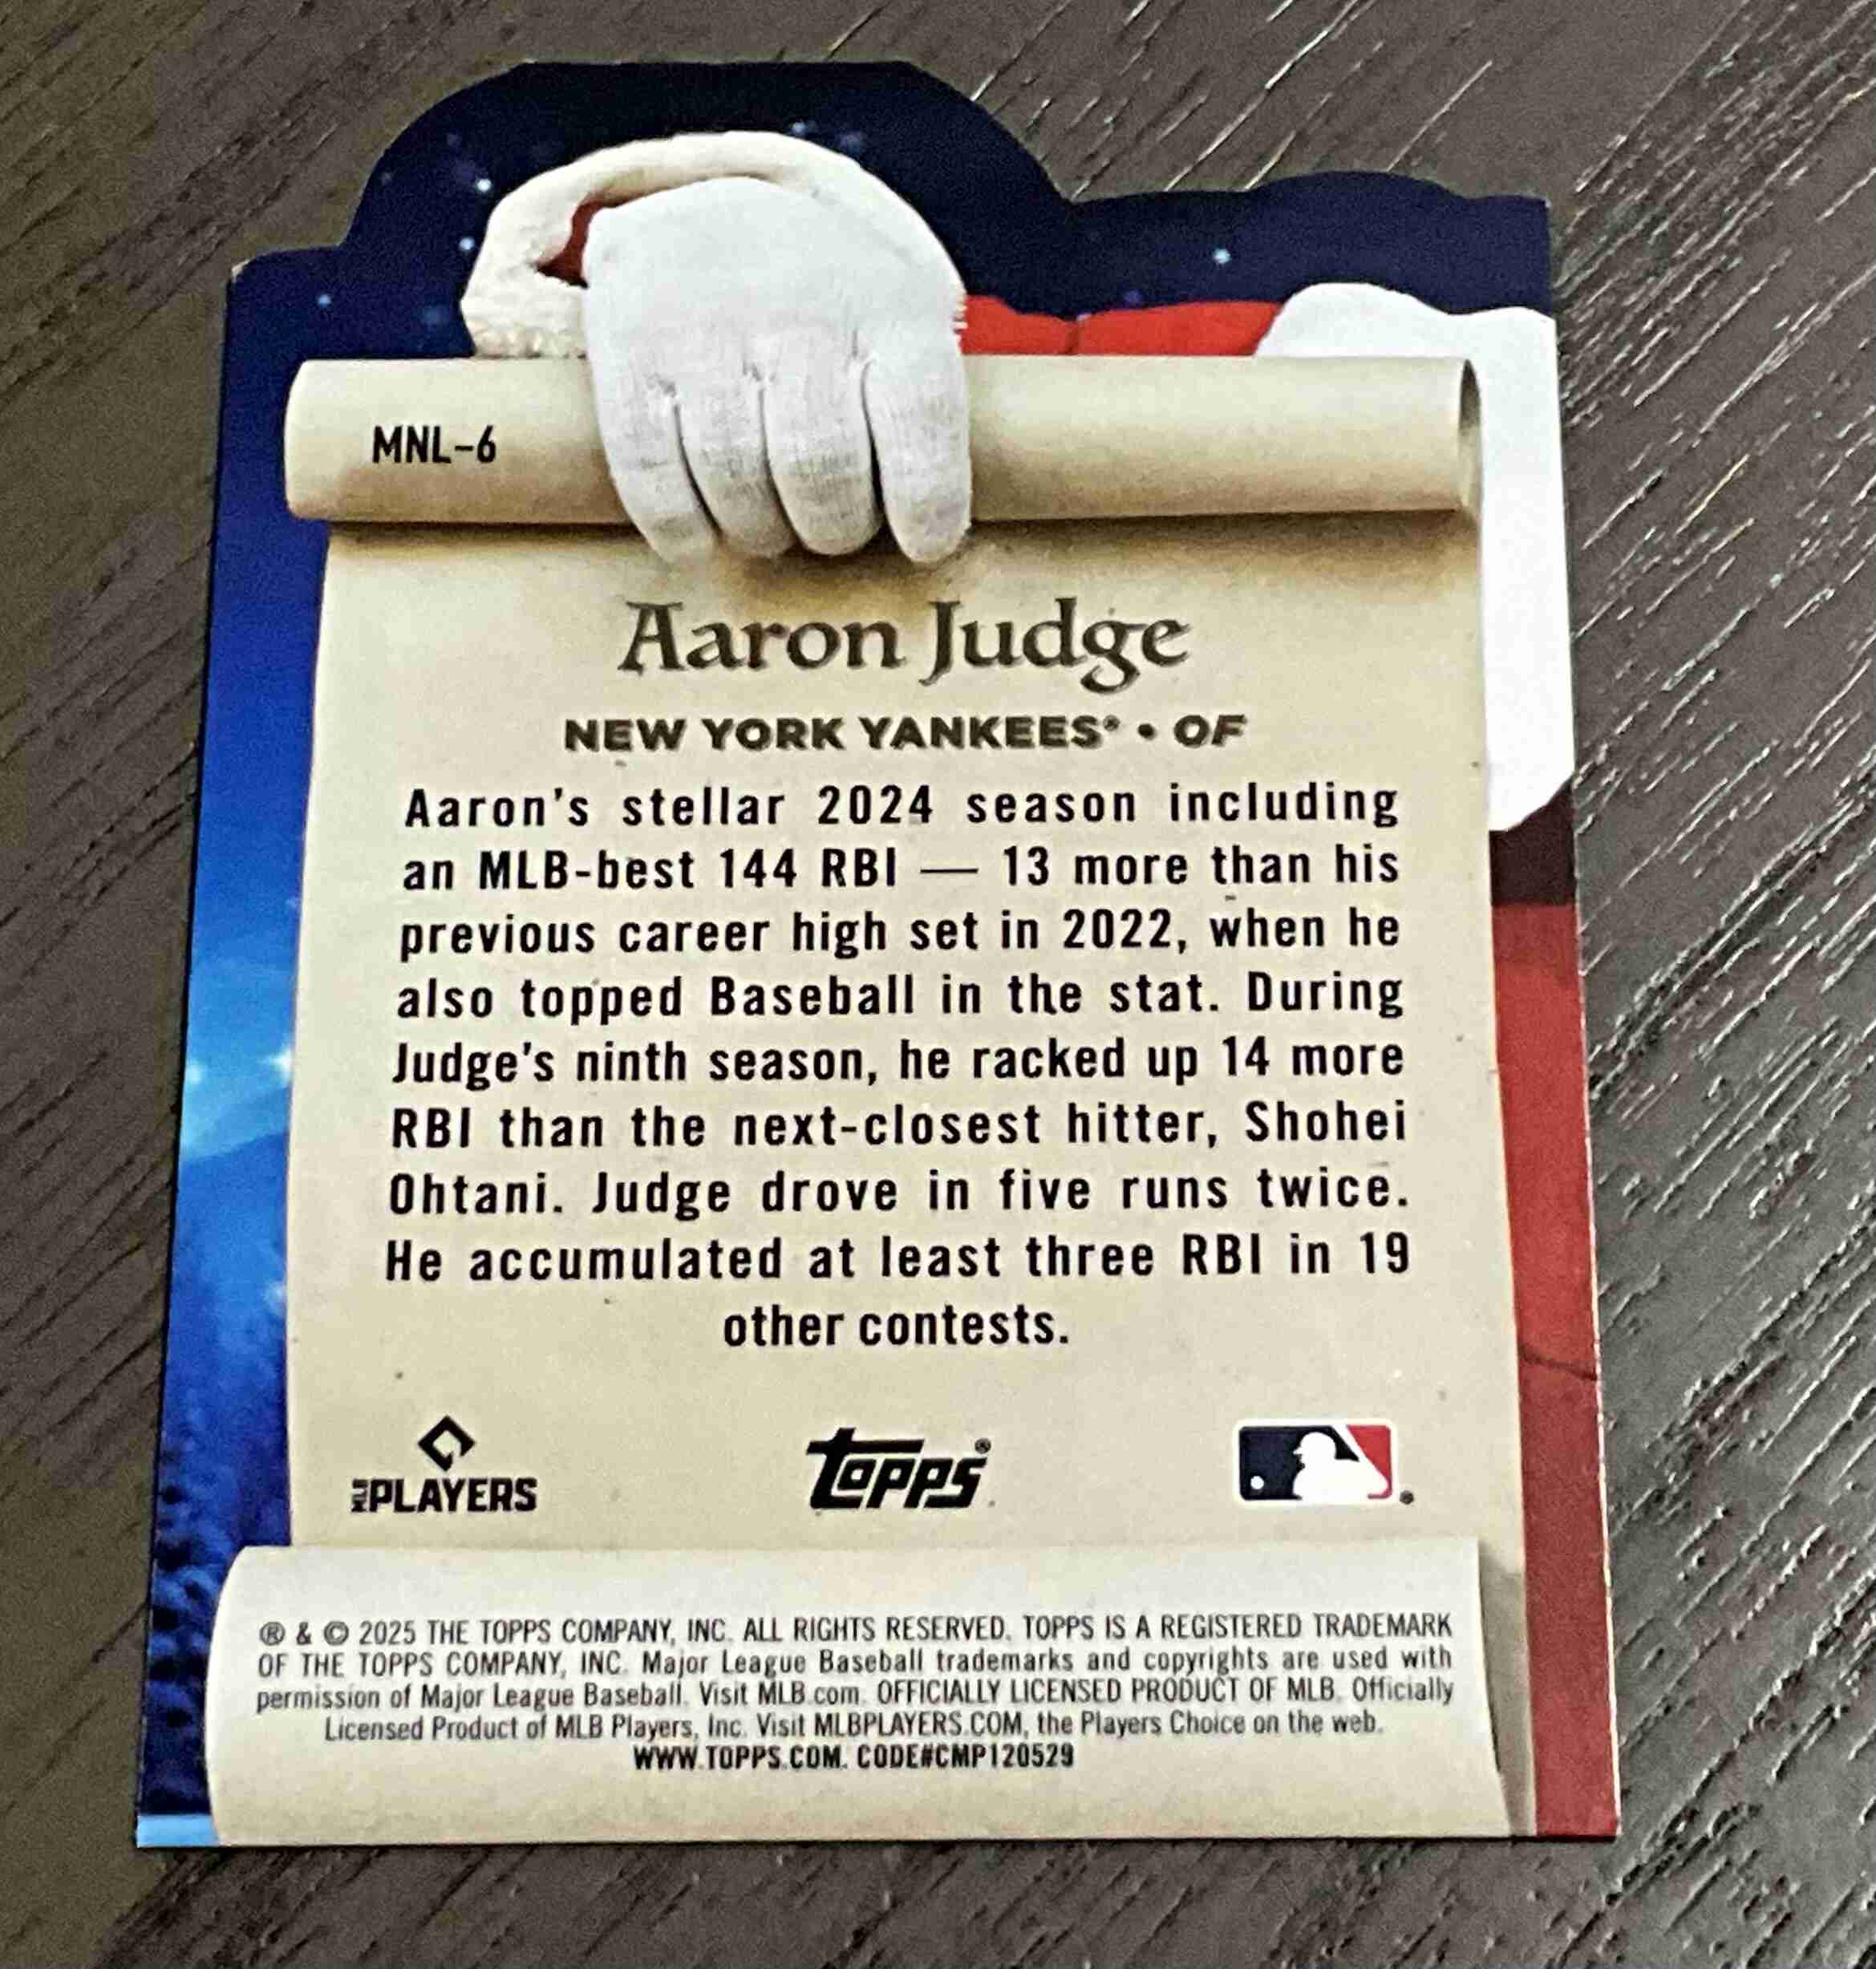 MNL-6
Aaron Judge
NEW YORK YANKEES® • OF
Aaron's stellar 2024 season including
an MLB-best 144 RBI — 13 more than his
previous career high set in 2022, when he
also topped Baseball in the stat. During
Judge's ninth season, he racked up 14 more
RBI than the next-closest hitter, Shohei
Ohtani. Judge drove in five runs twice.
He accumulated at least three RBI in 19
other contests.
MLB PLAYERS
topps®
® & © 2025 THE TOPPS COMPANY, INC. ALL RIGHTS RESERVED. TOPPS IS A REGISTERED TRADEMARK
OF THE TOPPS COMPANY, INC. Major League Baseball trademarks and copyrights are used with
permission of Major League Baseball. Visit MLB.com. OFFICIALLY LICENSED PRODUCT OF MLB. Officially
Licensed Product of MLB Players, Inc. Visit MLBPLAYERS.COM, the Players Choice on the web.
WWW.TOPPS.COM. CODE#CMP120529